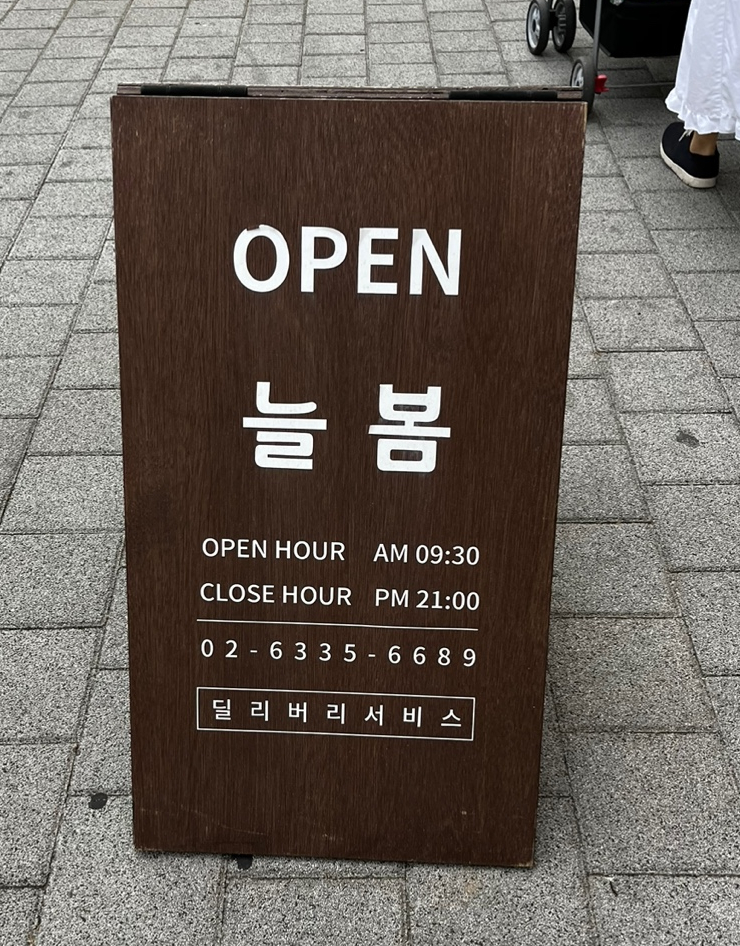 OPEN
늘봄
OPEN HOUR AM 09:30
CLOSE HOUR PM 21:00
02-6335-6689
딜리버리서비스